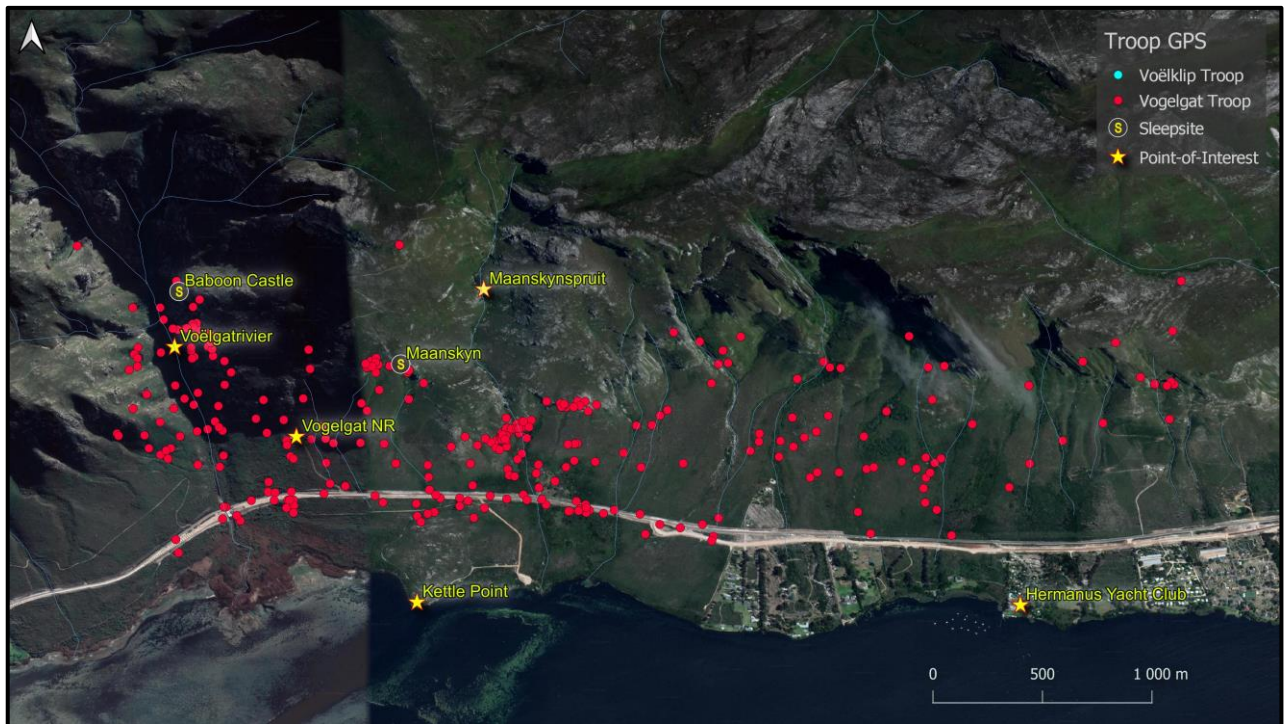 Troop GPS
Voëlklip Troop
Vogelgat Troop
S Sleepsite
Point-of-Interest
Baboon Castle
S
Maanskynspruit
Voëlgatrivier
Maanskyn
S
Vogelgat NR
Kettle Point
Hermanus Yacht Club
0 500 1 000 m